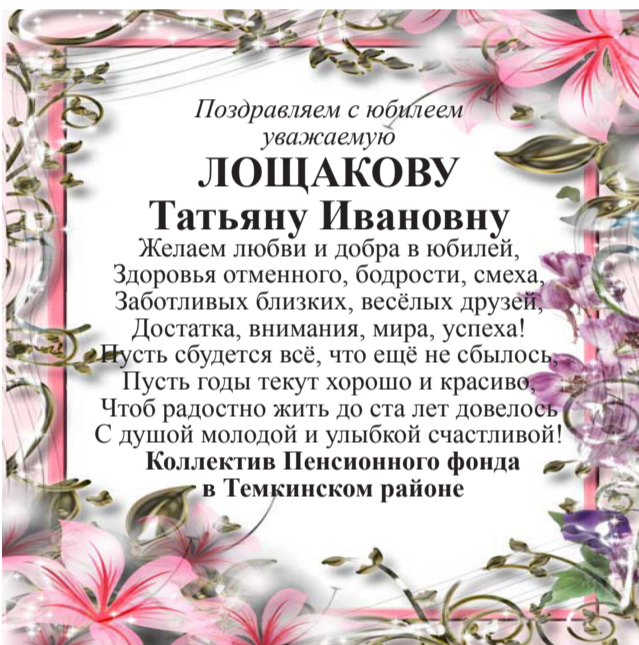 Поздравляем с юбилеем
уважаемую
ЛОЩАКОВУ
Татьяну Ивановну
Желаем любви и добра в юбилей,
Здоровья отменного, бодрости, смеха,
Заботливых близких, весёлых друзей,
Достатка, внимания, мира, успеха!
Пусть сбудется всё, что ещё не сбылось,
Пусть годы текут хорошо и красиво,
Чтоб радостно жить до ста лет довелось
С душой молодой и улыбкой счастливой!
Коллектив Пенсионного фонда
в Темкинском районе